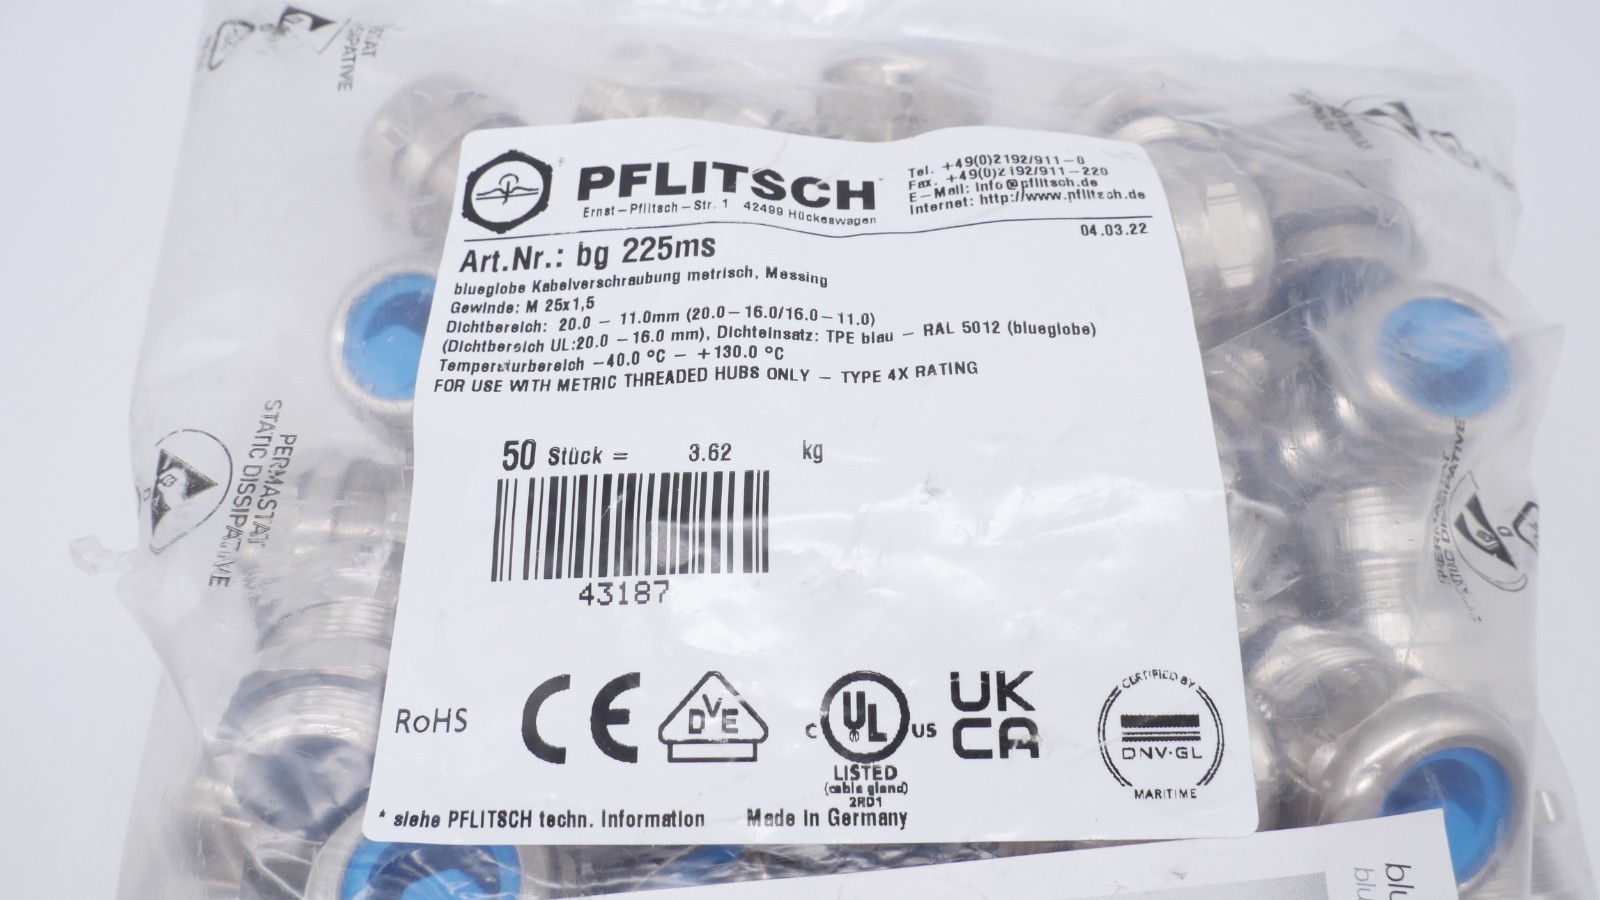 PFLITSCH
Ernst-Pflitsch-Str. 1 42499 Hückeswagen
Tel. +49(0)2192/911-0
Fax. +49(0)2192/911-220
E-Mail: info@pflitsch.de
Internet: http://www.pflitsch.de
04.03.22
Art.Nr.: bg 225ms
blueglobe Kabelverschraubung metrisch, Messing
Gewinde: M 25x1,5
Dichtbereich: 20.0 - 11.0mm (20.0-16.0/16.0-11.0)
(Dichtbereich UL:20.0 -16.0 mm), Dichteinsatz: TPE blau - RAL 5012 (blueglobe)
Temperaturbereich -40.0 °C - +130.0 °C
FOR USE WITH METRIC THREADED HUBS ONLY - TYPE 4X RATING
50 Stück = 3.62 kg
43187
RoHS
CE
DVE
C UL US
LISTED
(cable gland)
2RD1
UK
CA
CERTIFIED BY
DNV·GL
MARITIME
* siehe PFLITSCH techn. Information Made in Germany
PERMASTAT
STATIC DISSIPATIVE
blu
blu